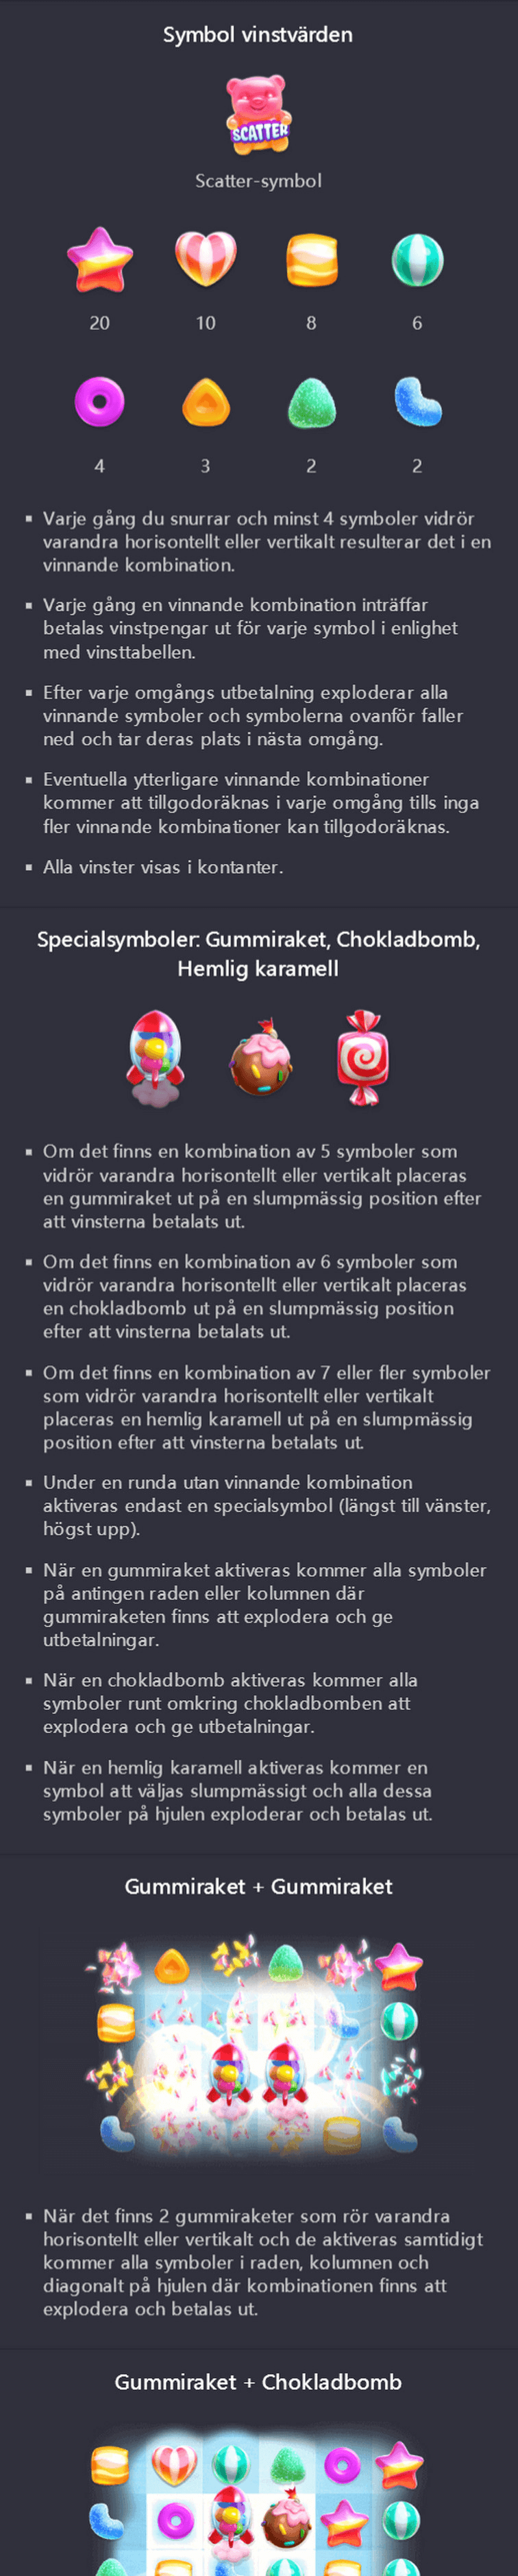 Symbol vinstvärden
SCATTER
Scatter-symbol
20 10 8 6
4 3 2 2
▪ Varje gång du snurrar och minst 4 symboler vidrör
varandra horisontellt eller vertikalt resulterar det i en
vinnande kombination.
▪ Varje gång en vinnande kombination inträffar
betalas vinstpengar ut för varje symbol i enlighet
med vinsttabellen.
▪ Efter varje omgångs utbetalning exploderar alla
vinnande symboler och symbolerna ovanför faller
ned och tar deras plats i nästa omgång.
▪ Eventuella ytterligare vinnande kombinationer
kommer att tillgodoräknas i varje omgång tills inga
fler vinnande kombinationer kan tillgodoräknas.
▪ Alla vinster visas i kontanter.
Specialsymboler: Gummiraket, Chokladbomb,
Hemlig karamell
▪ Om det finns en kombination av 5 symboler som
vidrör varandra horisontellt eller vertikalt placeras
en gummiraket ut på en slumpmässig position efter
att vinsterna betalats ut.
▪ Om det finns en kombination av 6 symboler som
vidrör varandra horisontellt eller vertikalt placeras
en chokladbomb ut på en slumpmässig position
efter att vinsterna betalats ut.
▪ Om det finns en kombination av 7 eller fler symboler
som vidrör varandra horisontellt eller vertikalt
placeras en hemlig karamell ut på en slumpmässig
position efter att vinsterna betalats ut.
▪ Under en runda utan vinnande kombination
aktiveras endast en specialsymbol (längst till vänster,
högst upp).
▪ När en gummiraket aktiveras kommer alla symboler
på antingen raden eller kolumnen där
gummiraketen finns att explodera och ge
utbetalningar.
▪ När en chokladbomb aktiveras kommer alla
symboler runt omkring chokladbomben att
explodera och ge utbetalningar.
▪ När en hemlig karamell aktiveras kommer en
symbol att väljas slumpmässigt och alla dessa
symboler på hjulen exploderar och betalas ut.
Gummiraket + Gummiraket
▪ När det finns 2 gummiraketer som rör varandra
horisontellt eller vertikalt och de aktiveras samtidigt
kommer alla symboler i raden, kolumnen och
diagonalt på hjulen där kombinationen finns att
explodera och betalas ut.
Gummiraket + Chokladbomb